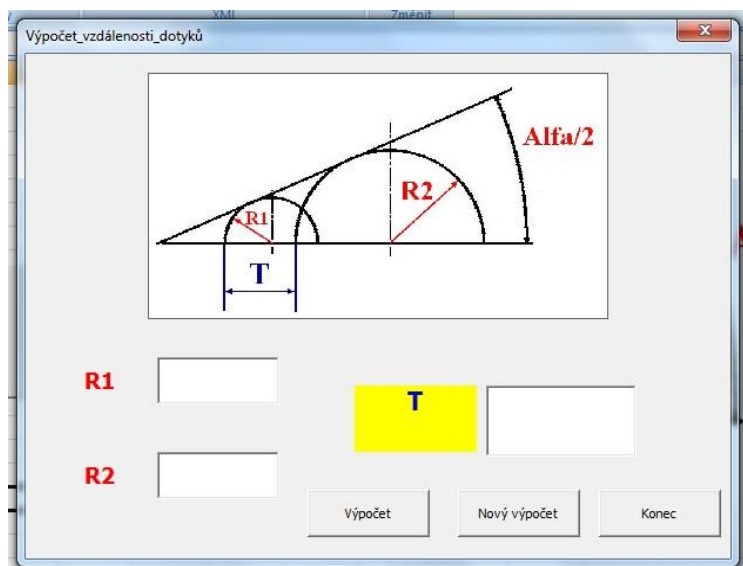 XML
Změnit
Výpočet_vzdálenosti_dotyků
Alfa/2
R2
R1
T
R1
T
R2
Výpočet
Nový výpočet
Konec